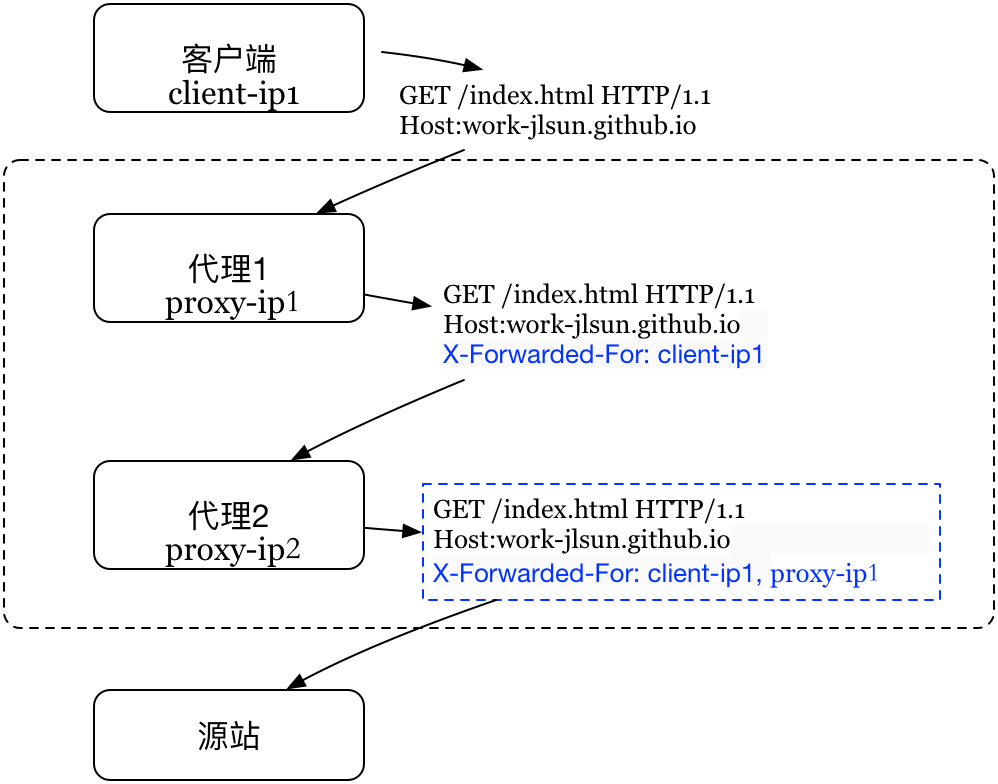 客户端
client-ip1
GET /index.html HTTP/1.1
Host:work-jlsun.github.io
代理1
proxy-ip1
GET /index.html HTTP/1.1
Host:work-jlsun.github.io
X-Forwarded-For: client-ip1
代理2
proxy-ip2
GET /index.html HTTP/1.1
Host:work-jlsun.github.io
X-Forwarded-For: client-ip1, proxy-ip1
源站